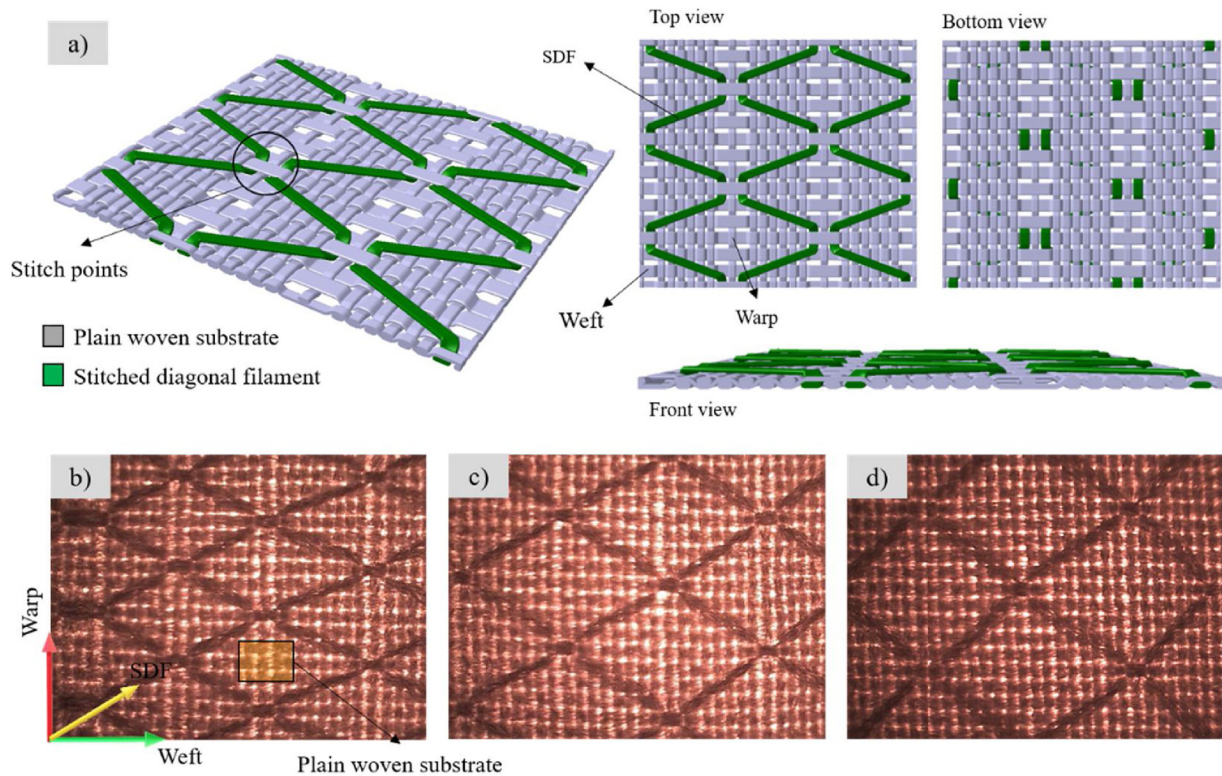 a)
Top view
Bottom view
SDF
Stitch points
Weft
Warp
Plain woven substrate
Stitched diagonal filament
Front view
b)
c)
d)
Warp
SDF
Weft
Plain woven substrate